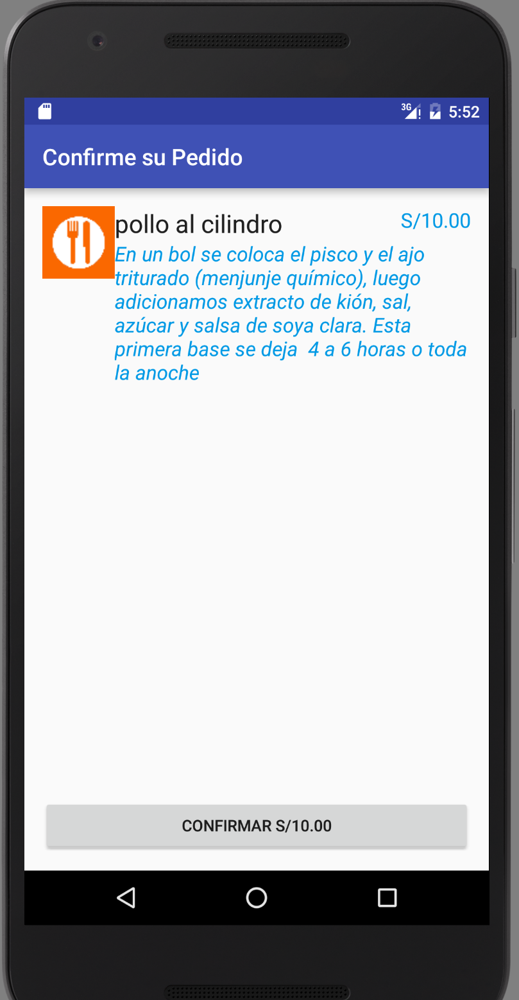 3G 5:52
Confirme su Pedido
pollo al cilindro S/10.00
En un bol se coloca el pisco y el ajo
triturado (menjunje químico), luego
adicionamos extracto de kión, sal,
azúcar y salsa de soya clara. Esta
primera base se deja  4 a 6 horas o toda
la anoche
CONFIRMAR S/10.00